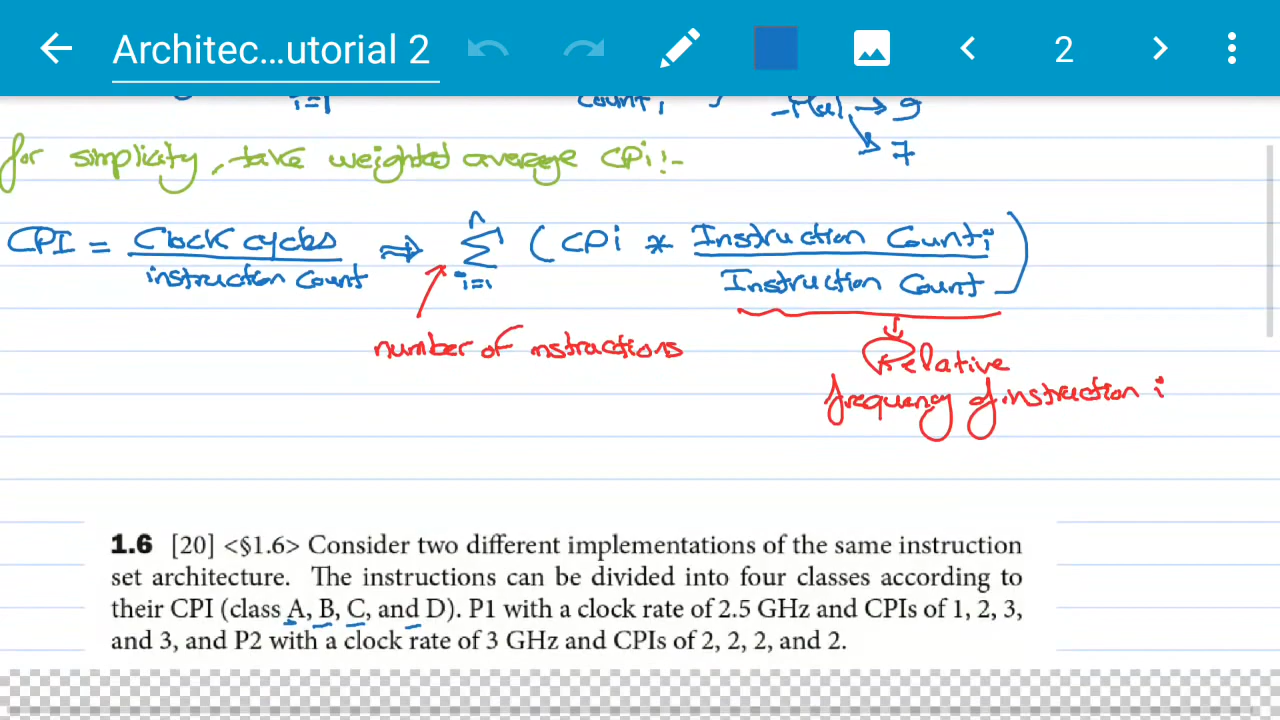 Architec...utorial 2
2
i=1 count i → 9
7
for simplicity, take weighted average CPI :-
CPI = Clock cycles / instruction count ⇒ n Σ i=1 ( CPi * Instruction Count i / Instruction Count )
number of instructions
relative
frequency of instruction i
1.6 [20] <§1.6> Consider two different implementations of the same instruction
set architecture. The instructions can be divided into four classes according to
their CPI (class A, B, C, and D). P1 with a clock rate of 2.5 GHz and CPIs of 1, 2, 3,
and 3, and P2 with a clock rate of 3 GHz and CPIs of 2, 2, 2, and 2.